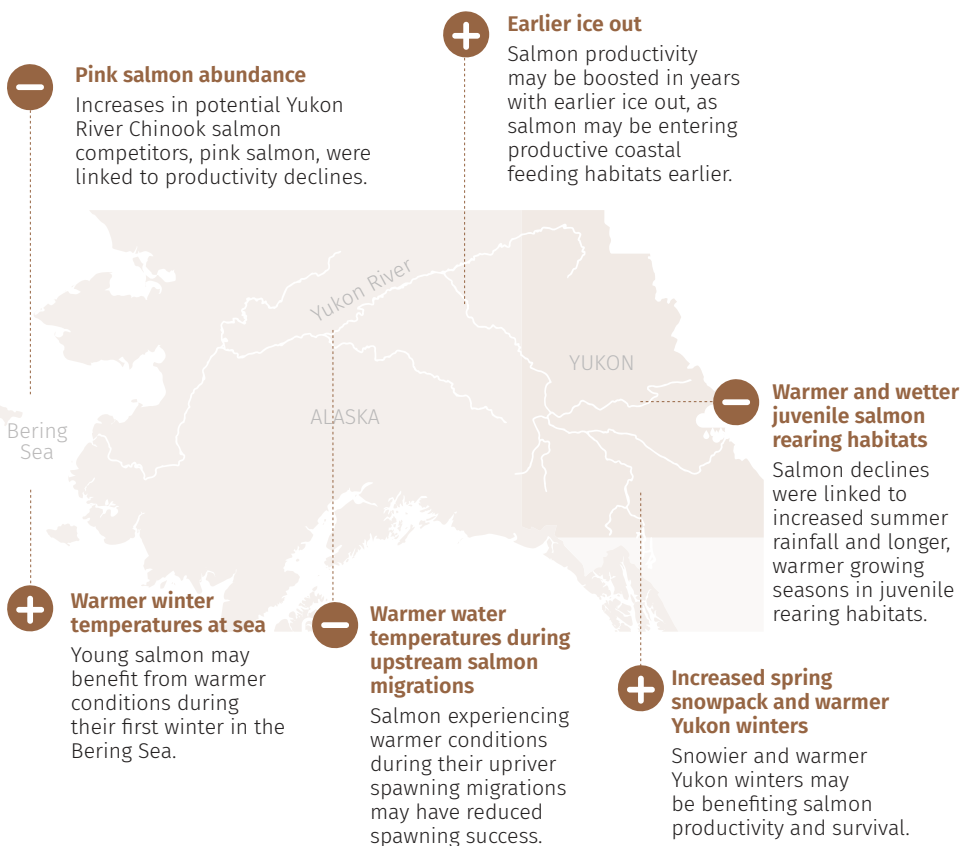 Earlier ice out
Salmon productivity
may be boosted in years
with earlier ice out, as
salmon may be entering
productive coastal
feeding habitats earlier.
Pink salmon abundance
Increases in potential Yukon
River Chinook salmon
competitors, pink salmon, were
linked to productivity declines.
Yukon River
YUKON
ALASKA
Bering
Sea
Warmer and wetter
juvenile salmon
rearing habitats
Salmon declines
were linked to
increased summer
rainfall and longer,
warmer growing
seasons in juvenile
rearing habitats.
Warmer winter
temperatures at sea
Young salmon may
benefit from warmer
conditions during
their first winter in the
Bering Sea.
Warmer water
temperatures during
upstream salmon
migrations
Salmon experiencing
warmer conditions
during their upriver
spawning migrations
may have reduced
spawning success.
Increased spring
snowpack and warmer
Yukon winters
Snowier and warmer
Yukon winters may
be benefiting salmon
productivity and survival.